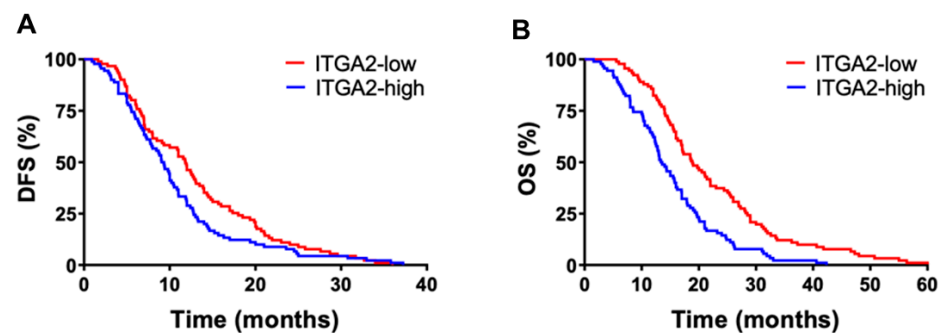 A
ITGA2-low
ITGA2-high
DFS (%)
100
75
50
25
0
0 10 20 30 40
Time (months)
B
ITGA2-low
ITGA2-high
OS (%)
100
75
50
25
0
0 10 20 30 40 50 60
Time (months)